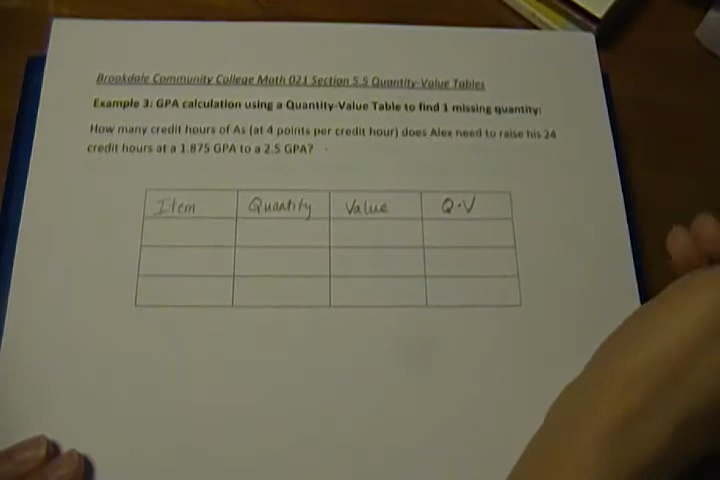 Brookdale Community College Math 021 Section 5.5 Quantity-Value Tables
Example 3: GPA calculation using a Quantity-Value Table to find 1 missing quantity:
How many credit hours of As (at 4 points per credit hour) does Alex need to raise his 24
credit hours at a 1.875 GPA to a 2.5 GPA?
Item Quantity Value Q·V